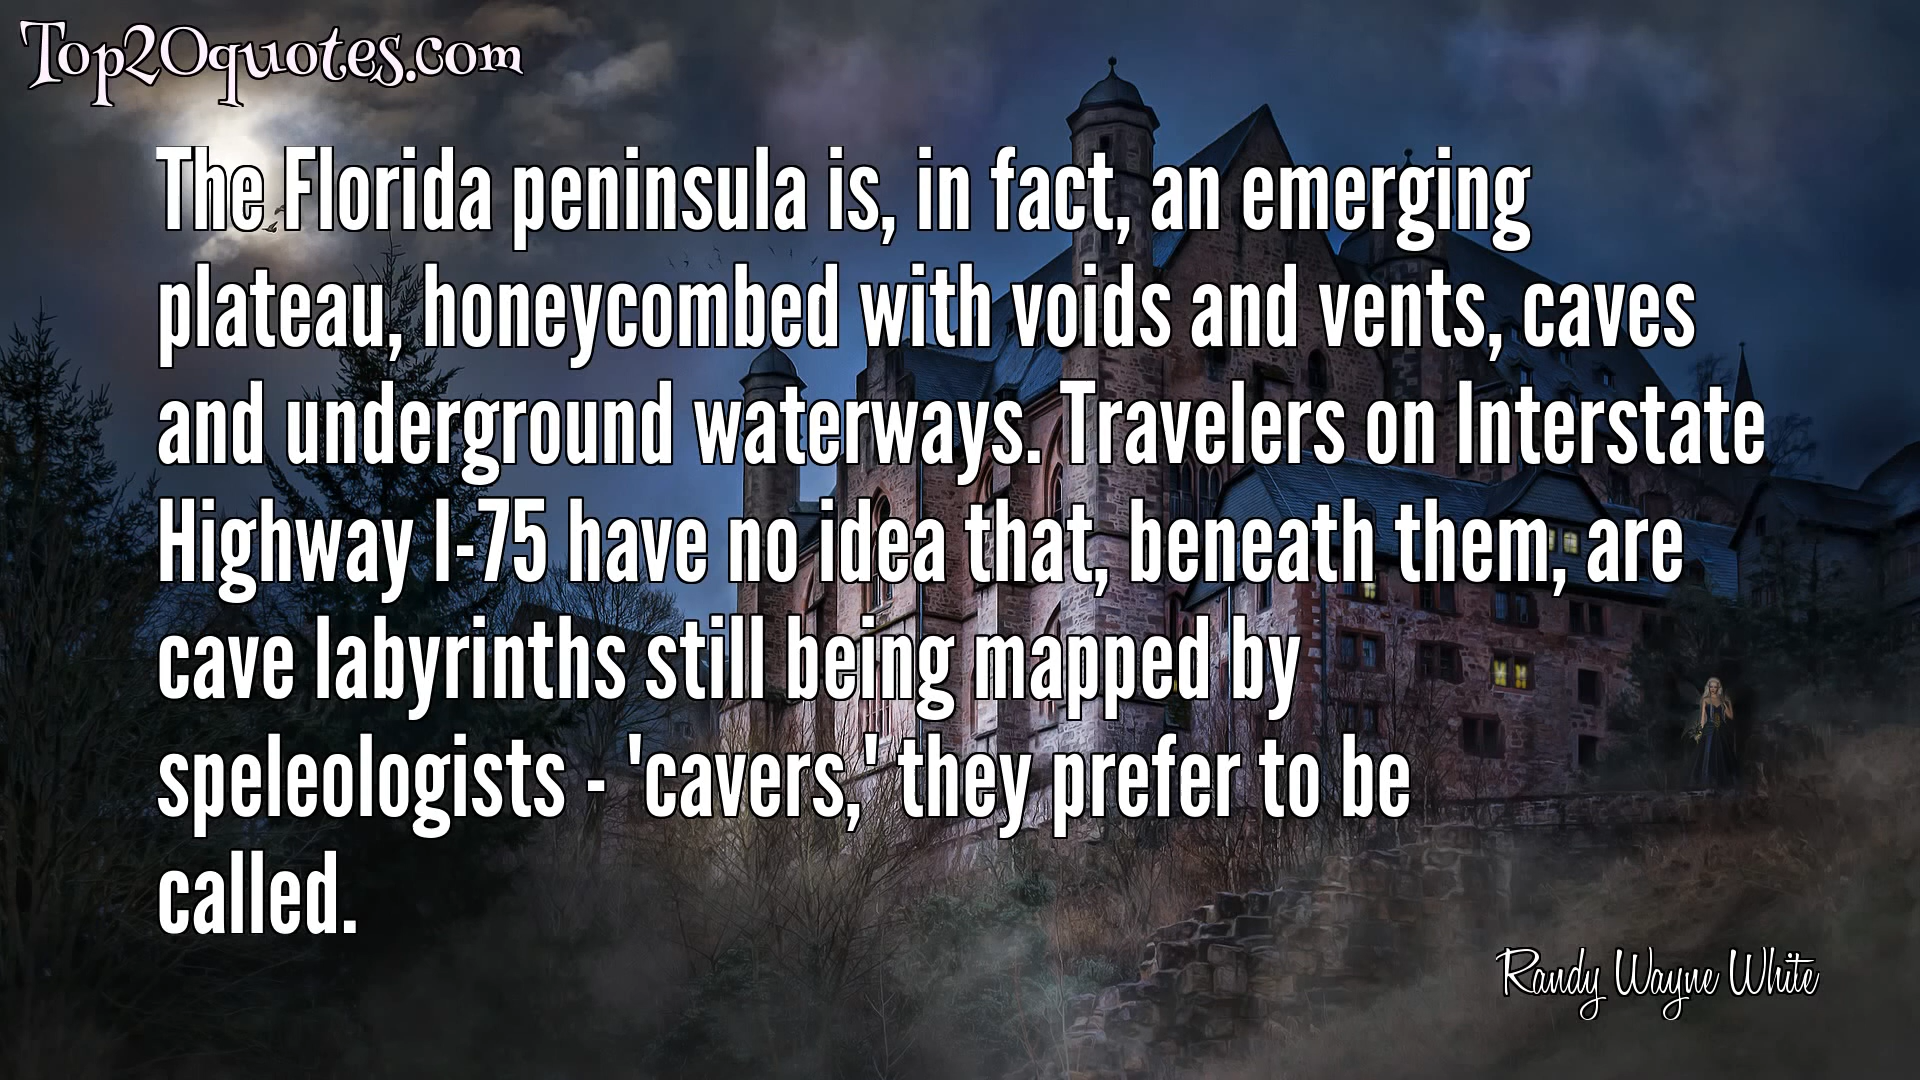 Top20quotes.com
The Florida peninsula is, in fact, an emerging
plateau, honeycombed with voids and vents, caves
and underground waterways. Travelers on Interstate
Highway I-75 have no idea that, beneath them, are
cave labyrinths still being mapped by
speleologists - 'cavers,' they prefer to be
called.
Randy Wayne White